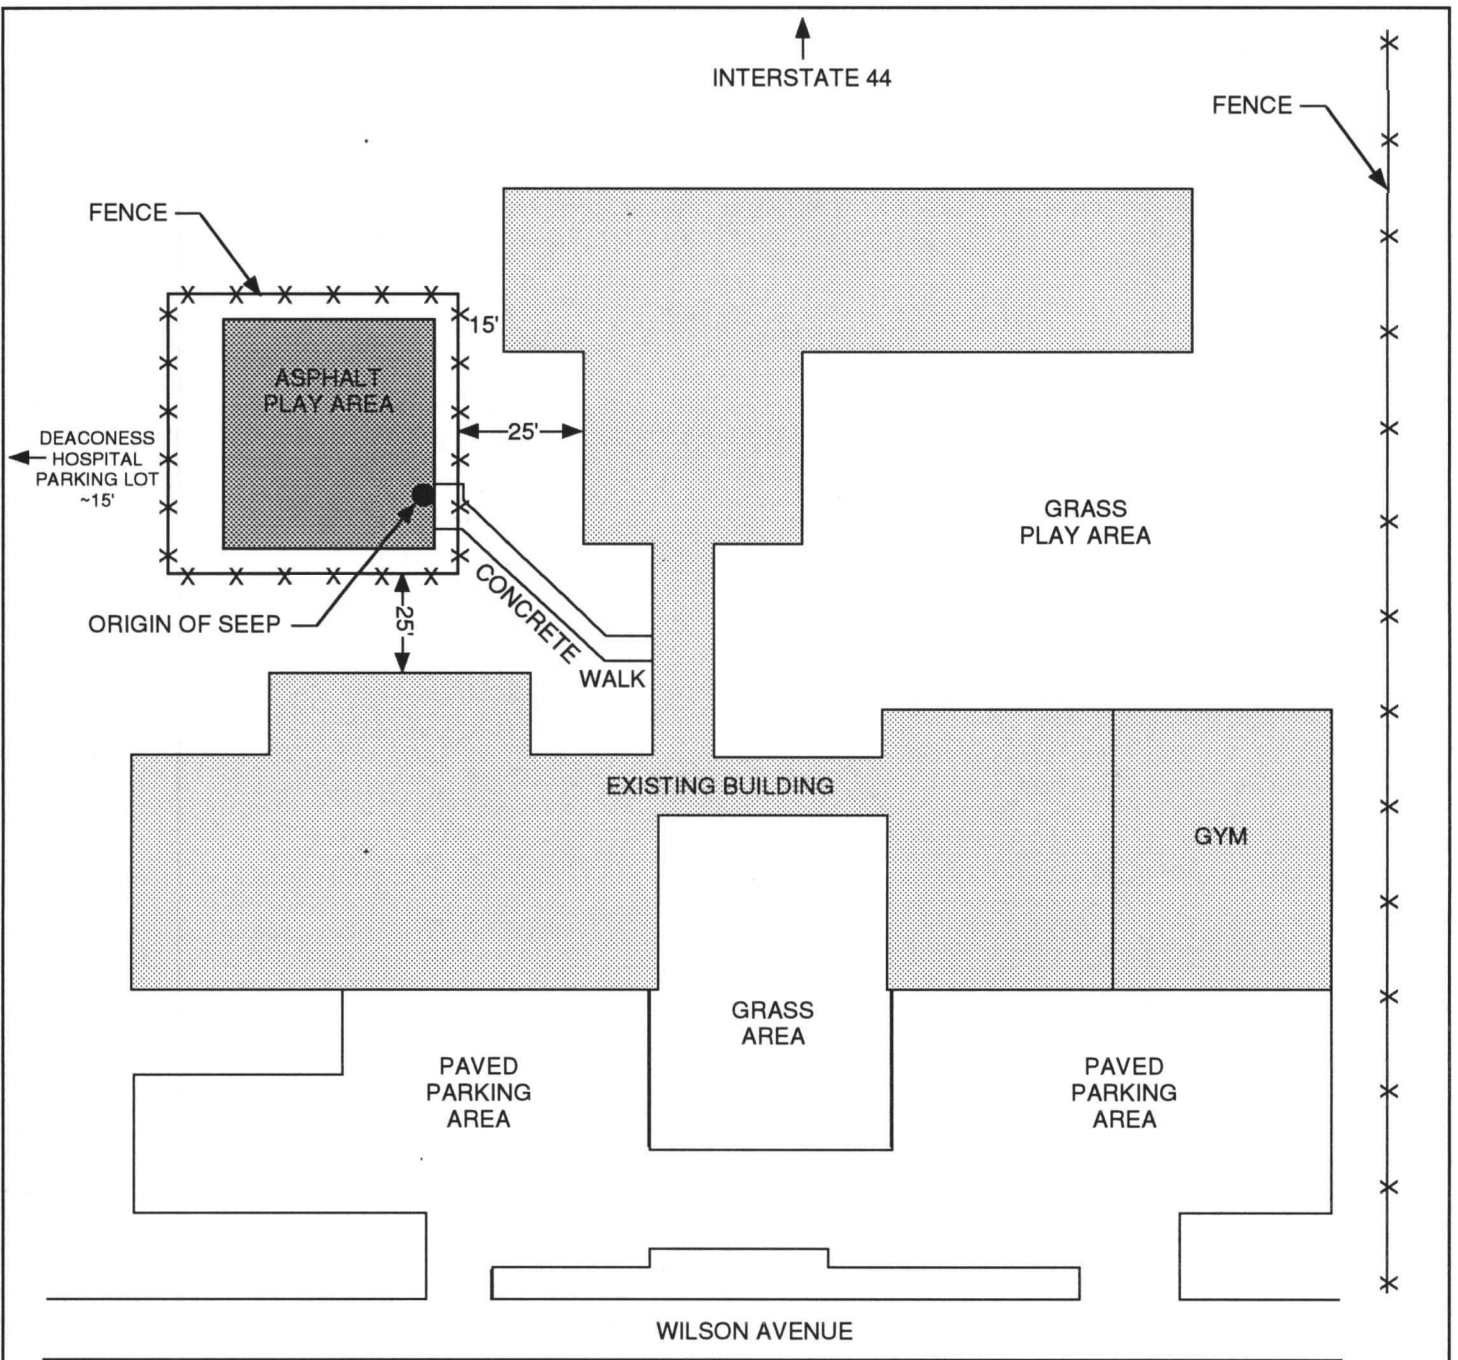 INTERSTATE 44
FENCE
FENCE
15'
ASPHALT
PLAY AREA
25'
DEACONESS
HOSPITAL
PARKING LOT
~15'
GRASS
PLAY AREA
ORIGIN OF SEEP
25'
CONCRETE
WALK
EXISTING BUILDING
GYM
GRASS
AREA
PAVED
PARKING
AREA
PAVED
PARKING
AREA
WILSON AVENUE